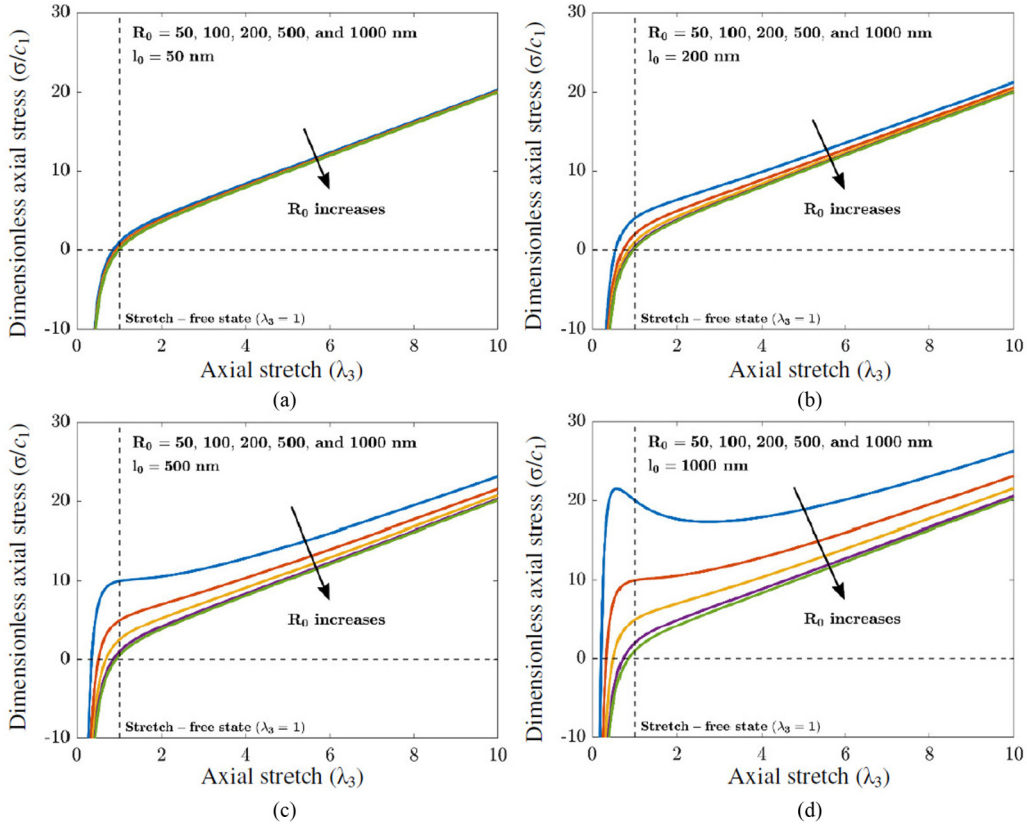 R₀ = 50, 100, 200, 500, and 1000 nm
l₀ = 50 nm
R₀ increases
Stretch – free state (λ₃ = 1)
Dimensionless axial stress (σ/c₁)
30
20
10
0
-10
0 2 4 6 8 10
Axial stretch (λ₃)
(a)
R₀ = 50, 100, 200, 500, and 1000 nm
l₀ = 200 nm
R₀ increases
Stretch – free state (λ₃ = 1)
Dimensionless axial stress (σ/c₁)
30
20
10
0
-10
0 2 4 6 8 10
Axial stretch (λ₃)
(b)
R₀ = 50, 100, 200, 500, and 1000 nm
l₀ = 500 nm
R₀ increases
Stretch – free state (λ₃ = 1)
Dimensionless axial stress (σ/c₁)
30
20
10
0
-10
0 2 4 6 8 10
Axial stretch (λ₃)
(c)
R₀ = 50, 100, 200, 500, and 1000 nm
l₀ = 1000 nm
R₀ increases
Stretch – free state (λ₃ = 1)
Dimensionless axial stress (σ/c₁)
30
20
10
0
-10
0 2 4 6 8 10
Axial stretch (λ₃)
(d)